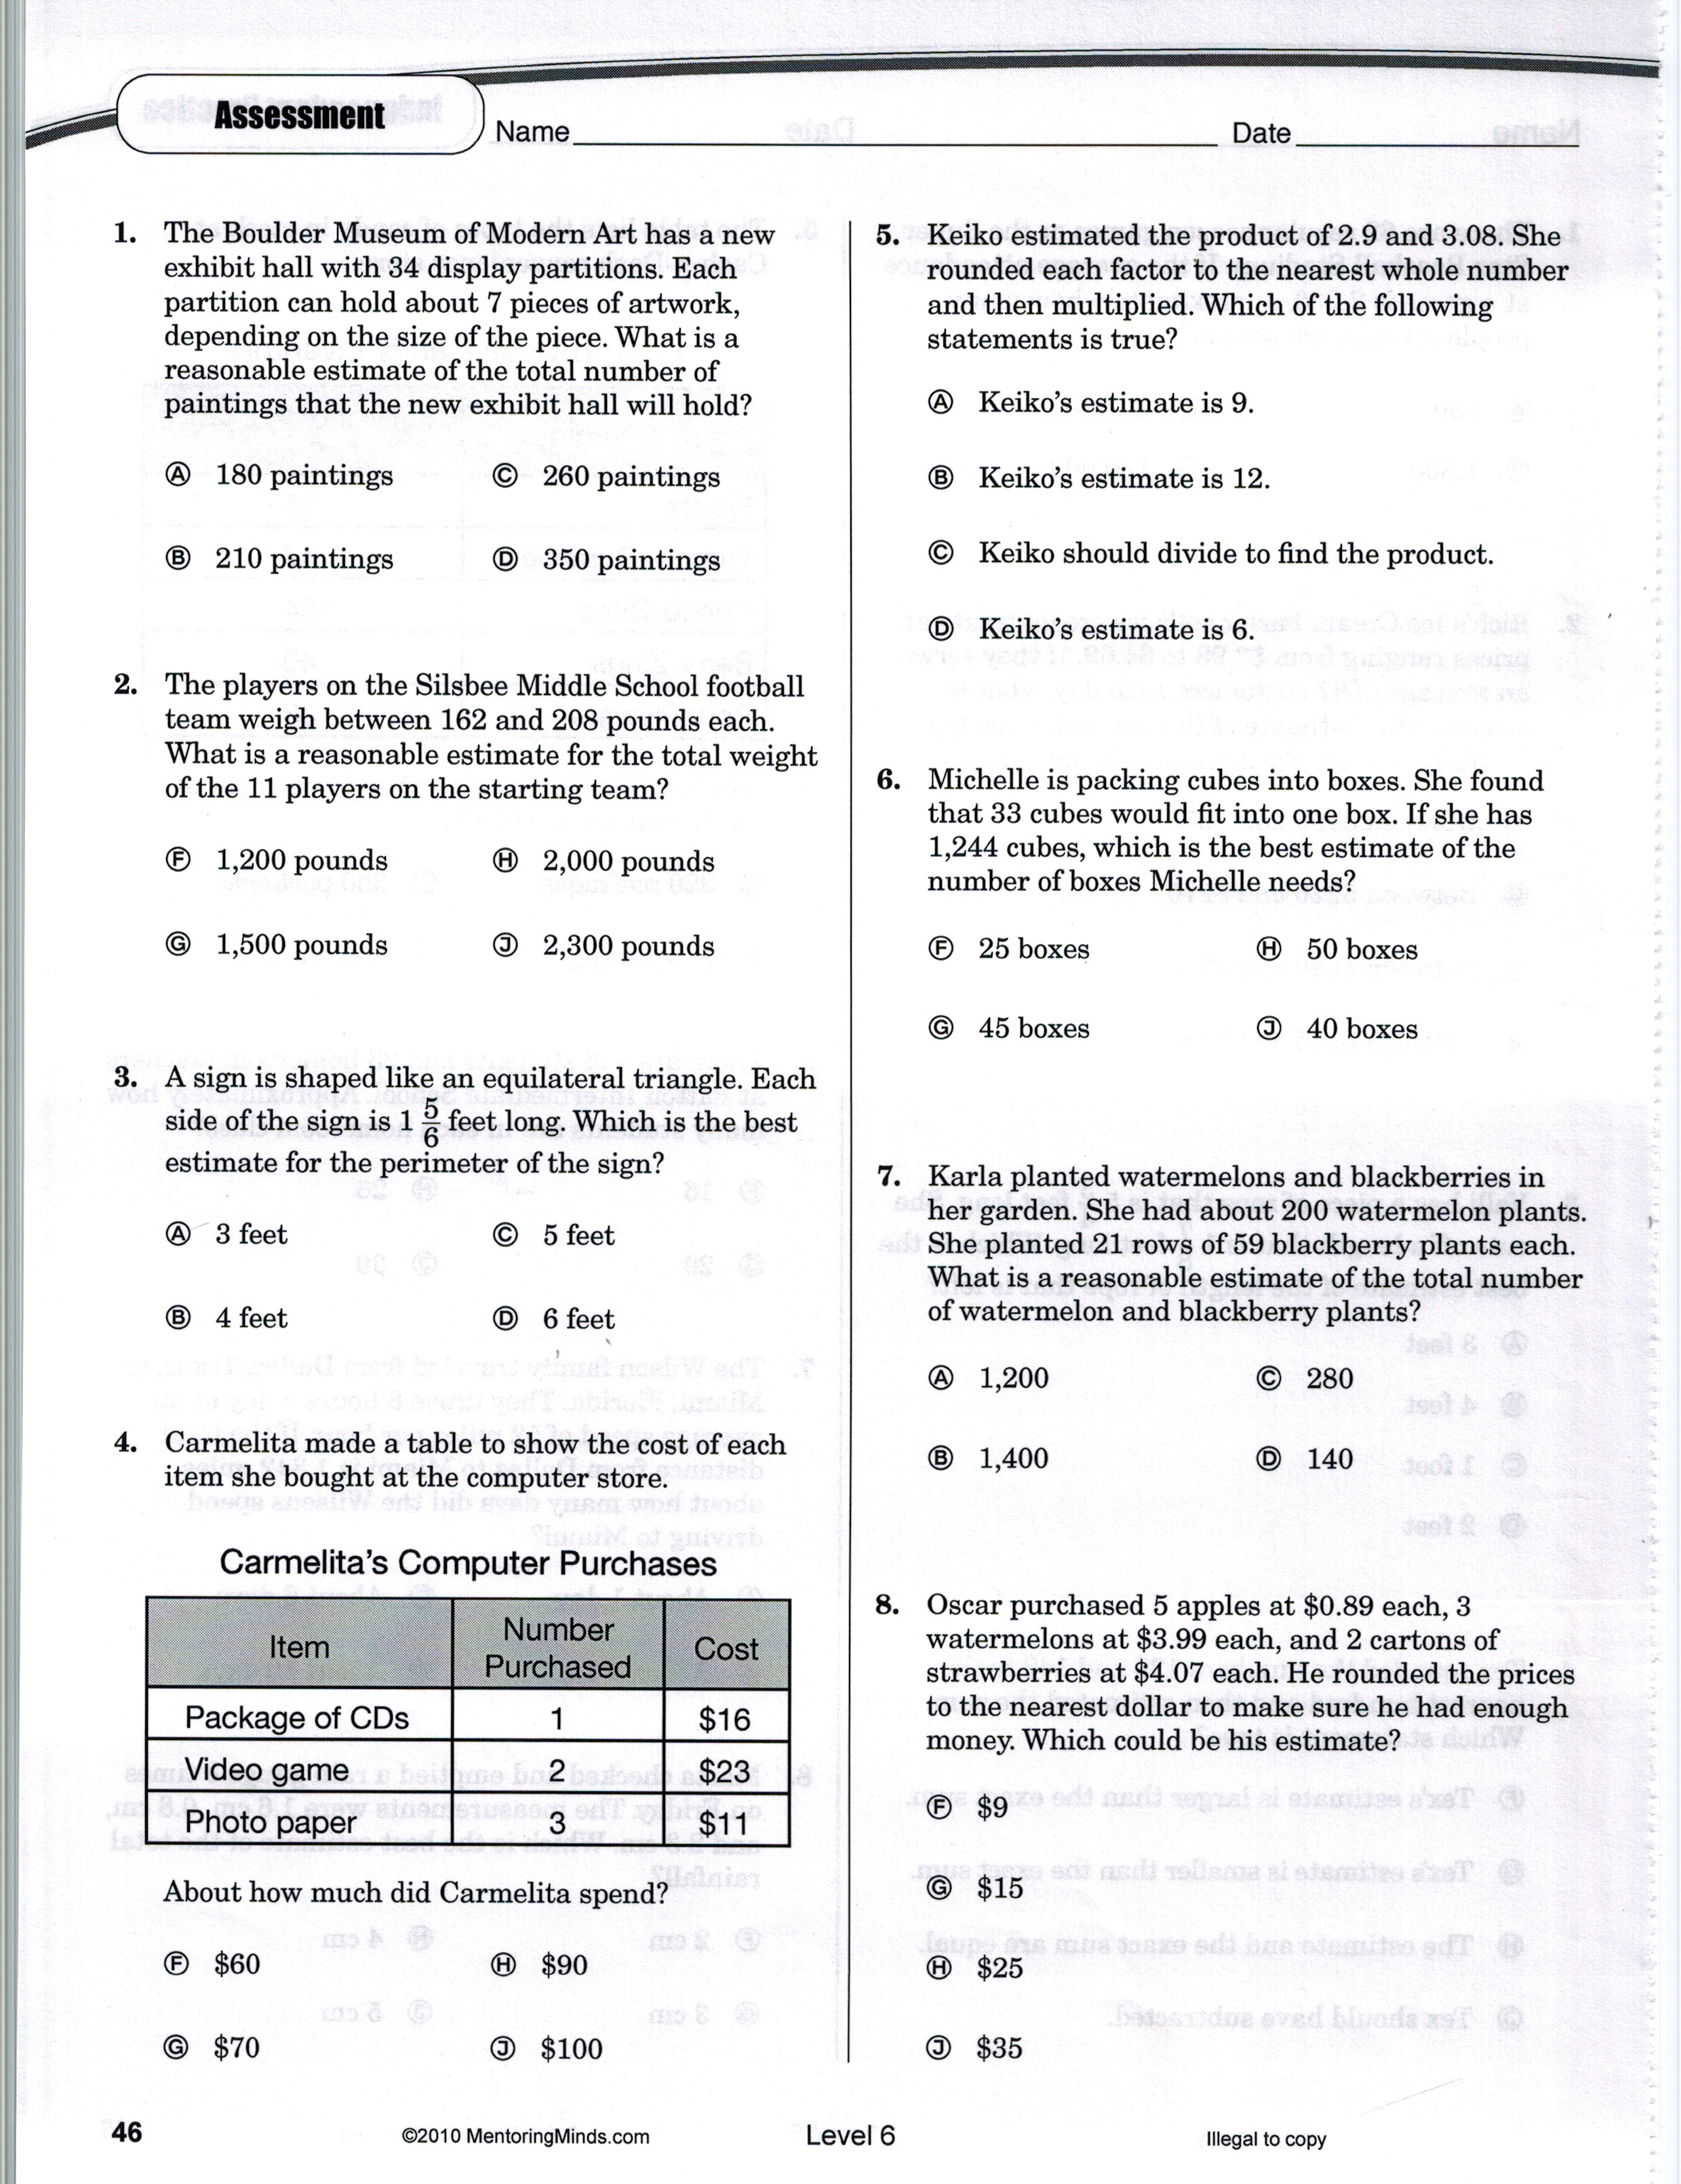 Assessment
Name
Date
1. The Boulder Museum of Modern Art has a new
exhibit hall with 34 display partitions. Each
partition can hold about 7 pieces of artwork,
depending on the size of the piece. What is a
reasonable estimate of the total number of
paintings that the new exhibit hall will hold?
Ⓐ 180 paintings Ⓒ 260 paintings
Ⓑ 210 paintings Ⓓ 350 paintings
2. The players on the Silsbee Middle School football
team weigh between 162 and 208 pounds each.
What is a reasonable estimate for the total weight
of the 11 players on the starting team?
Ⓕ 1,200 pounds Ⓗ 2,000 pounds
Ⓖ 1,500 pounds Ⓙ 2,300 pounds
3. A sign is shaped like an equilateral triangle. Each
side of the sign is 1 5/6 feet long. Which is the best
estimate for the perimeter of the sign?
Ⓐ 3 feet Ⓒ 5 feet
Ⓑ 4 feet Ⓓ 6 feet
4. Carmelita made a table to show the cost of each
item she bought at the computer store.
Carmelita's Computer Purchases
Item Number Purchased Cost
Package of CDs 1 $16
Video game 2 $23
Photo paper 3 $11
About how much did Carmelita spend?
Ⓕ $60 Ⓗ $90
Ⓖ $70 Ⓙ $100
5. Keiko estimated the product of 2.9 and 3.08. She
rounded each factor to the nearest whole number
and then multiplied. Which of the following
statements is true?
Ⓐ Keiko's estimate is 9.
Ⓑ Keiko's estimate is 12.
Ⓒ Keiko should divide to find the product.
Ⓓ Keiko's estimate is 6.
6. Michelle is packing cubes into boxes. She found
that 33 cubes would fit into one box. If she has
1,244 cubes, which is the best estimate of the
number of boxes Michelle needs?
Ⓕ 25 boxes Ⓗ 50 boxes
Ⓖ 45 boxes Ⓙ 40 boxes
7. Karla planted watermelons and blackberries in
her garden. She had about 200 watermelon plants.
She planted 21 rows of 59 blackberry plants each.
What is a reasonable estimate of the total number
of watermelon and blackberry plants?
Ⓐ 1,200 Ⓒ 280
Ⓑ 1,400 Ⓓ 140
8. Oscar purchased 5 apples at $0.89 each, 3
watermelons at $3.99 each, and 2 cartons of
strawberries at $4.07 each. He rounded the prices
to the nearest dollar to make sure he had enough
money. Which could be his estimate?
Ⓕ $9
Ⓖ $15
Ⓗ $25
Ⓙ $35
46
©2010 MentoringMinds.com
Level 6
Illegal to copy